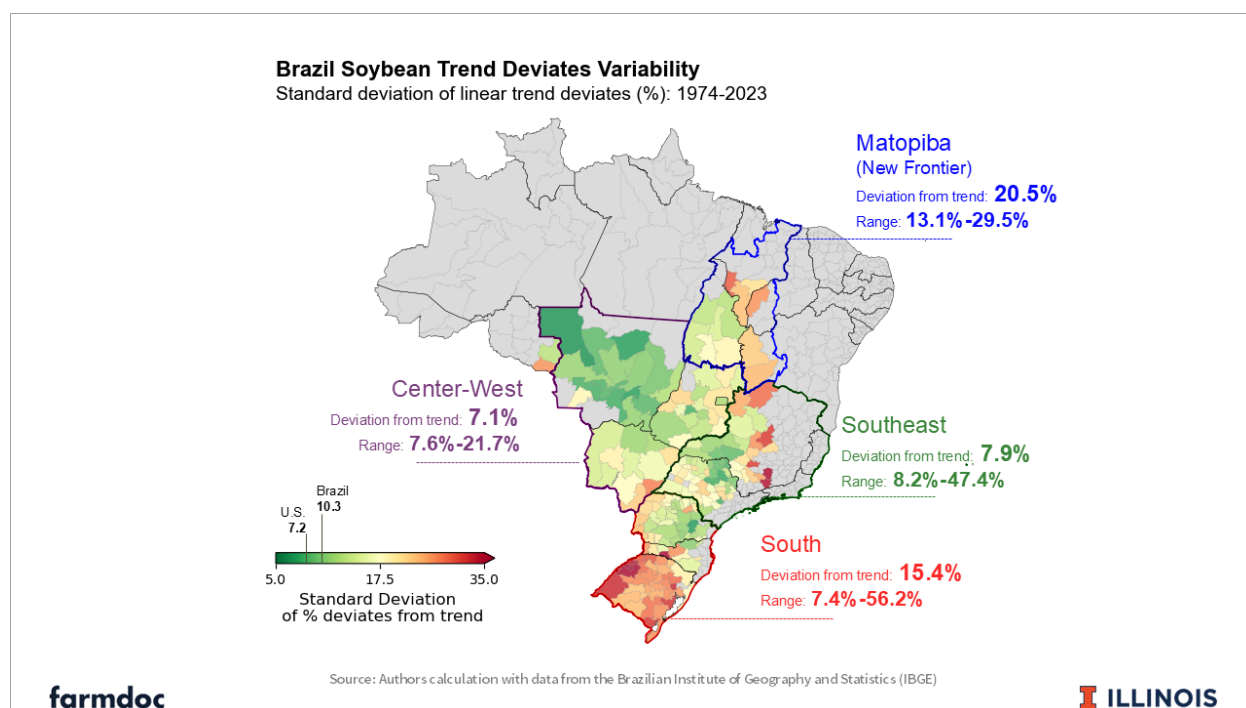 Brazil Soybean Trend Deviates Variability
Standard deviation of linear trend deviates (%): 1974-2023
Matopiba
(New Frontier)
Deviation from trend: 20.5%
Range: 13.1%-29.5%
Center-West
Deviation from trend: 7.1%
Range: 7.6%-21.7%
Southeast
Deviation from trend: 7.9%
Range: 8.2%-47.4%
South
Deviation from trend: 15.4%
Range: 7.4%-56.2%
Brazil
10.3
U.S.
7.2
5.0 17.5 35.0
Standard Deviation
of % deviates from trend
Source: Authors calculation with data from the Brazilian Institute of Geography and Statistics (IBGE)
farmdoc
I ILLINOIS